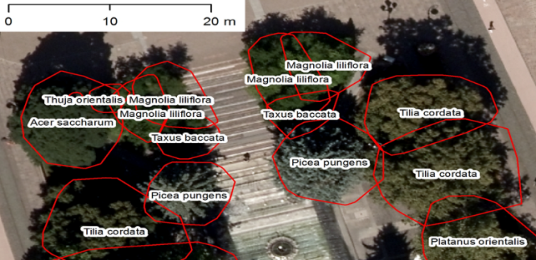 0 10 20 m
Magnolia liliflora
Magnolia liliflora
Thuja orientalis Magnolia liliflora
Acer saccharum Magnolia liliflora
Taxus baccata Tilia cordata
Taxus baccata
Picea pungens Tilia cordata
Picea pungens
Tilia cordata Platanus orientalis